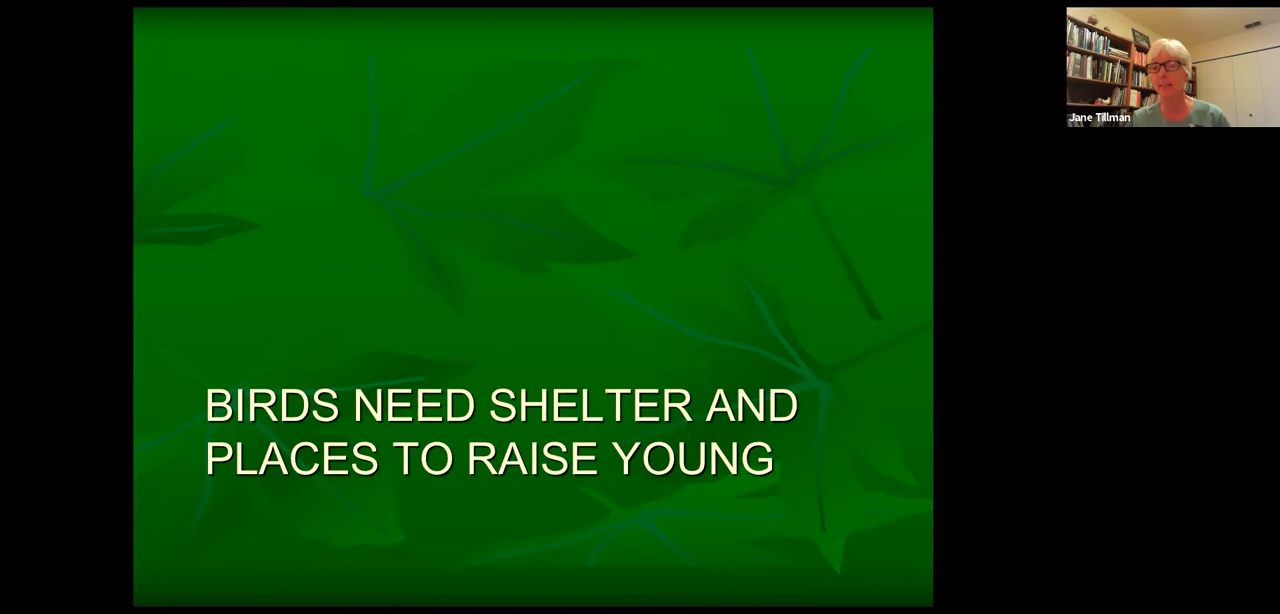 BIRDS NEED SHELTER AND
PLACES TO RAISE YOUNG
Jane Tillman